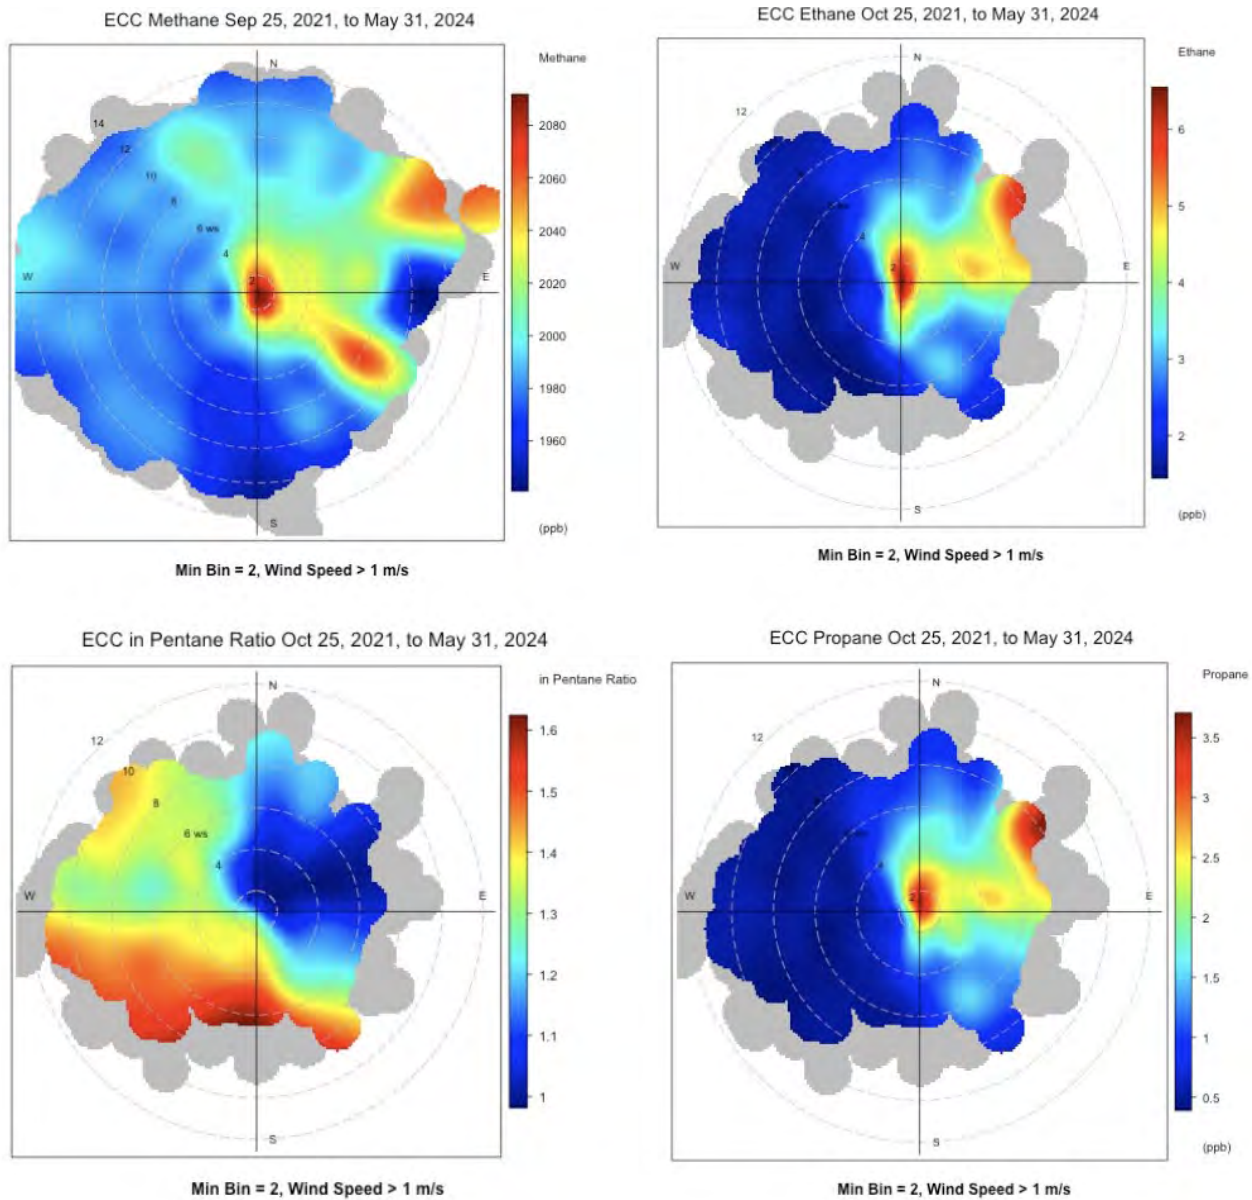 ECC Methane Sep 25, 2021, to May 31, 2024
Methane
N
14
12
10
8
6 ws
4
2
W
E
S
2080
2060
2040
2020
2000
1980
1960
(ppb)
Min Bin = 2, Wind Speed > 1 m/s
ECC Ethane Oct 25, 2021, to May 31, 2024
Ethane
N
12
4
2
W
E
S
6
5
4
3
2
(ppb)
Min Bin = 2, Wind Speed > 1 m/s
ECC in Pentane Ratio Oct 25, 2021, to May 31, 2024
in Pentane Ratio
N
12
10
8
6 ws
4
W
E
S
1.6
1.5
1.4
1.3
1.2
1.1
1
Min Bin = 2, Wind Speed > 1 m/s
ECC Propane Oct 25, 2021, to May 31, 2024
Propane
N
12
4
2
W
E
S
3.5
3
2.5
2
1.5
1
0.5
(ppb)
Min Bin = 2, Wind Speed > 1 m/s